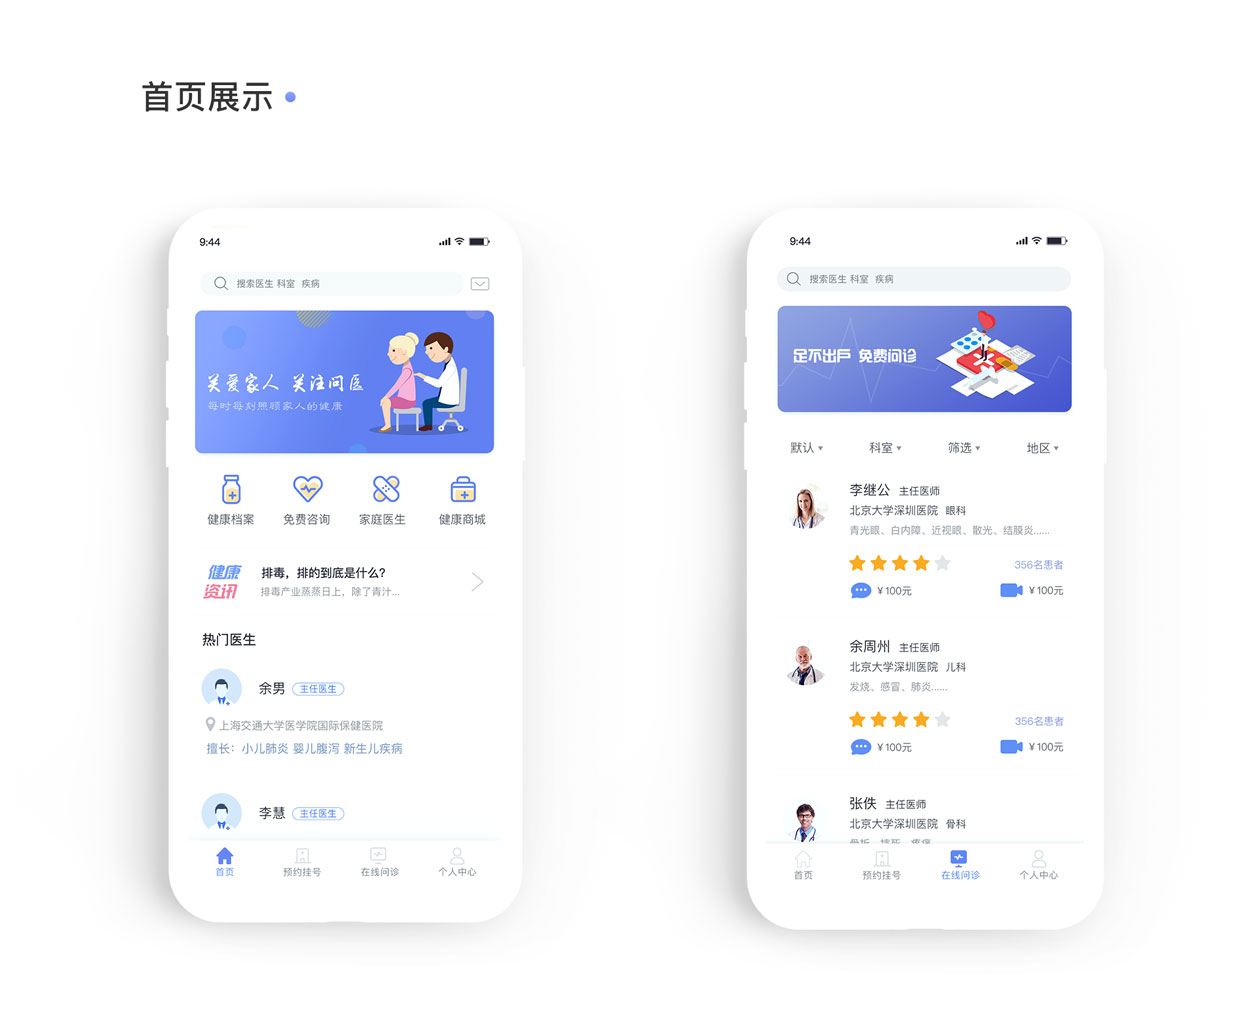 首页展示
9:44
搜索医生 科室 疾病
关爱家人 关注问医
每时每刻照顾家人的健康
健康档案
免费咨询
家庭医生
健康商城
健康
资讯
排毒，排的到底是什么？
排毒产业蒸蒸日上，除了青汁...
热门医生
余男 主任医生
上海交通大学医学院国际保健医院
擅长：小儿肺炎 婴儿腹泻 新生儿疾病
李慧 主任医生
首页
预约挂号
在线问诊
个人中心
9:44
搜索医生 科室 疾病
足不出户 免费问诊
默认
科室
筛选
地区
李继公 主任医师
北京大学深圳医院 眼科
青光眼、白内障、近视眼、散光、结膜炎......
356名患者
¥100元
¥100元
余周州 主任医师
北京大学深圳医院 儿科
发烧、感冒、肺炎......
356名患者
¥100元
¥100元
张佚 主任医师
北京大学深圳医院 骨科
首页
预约挂号
在线问诊
个人中心